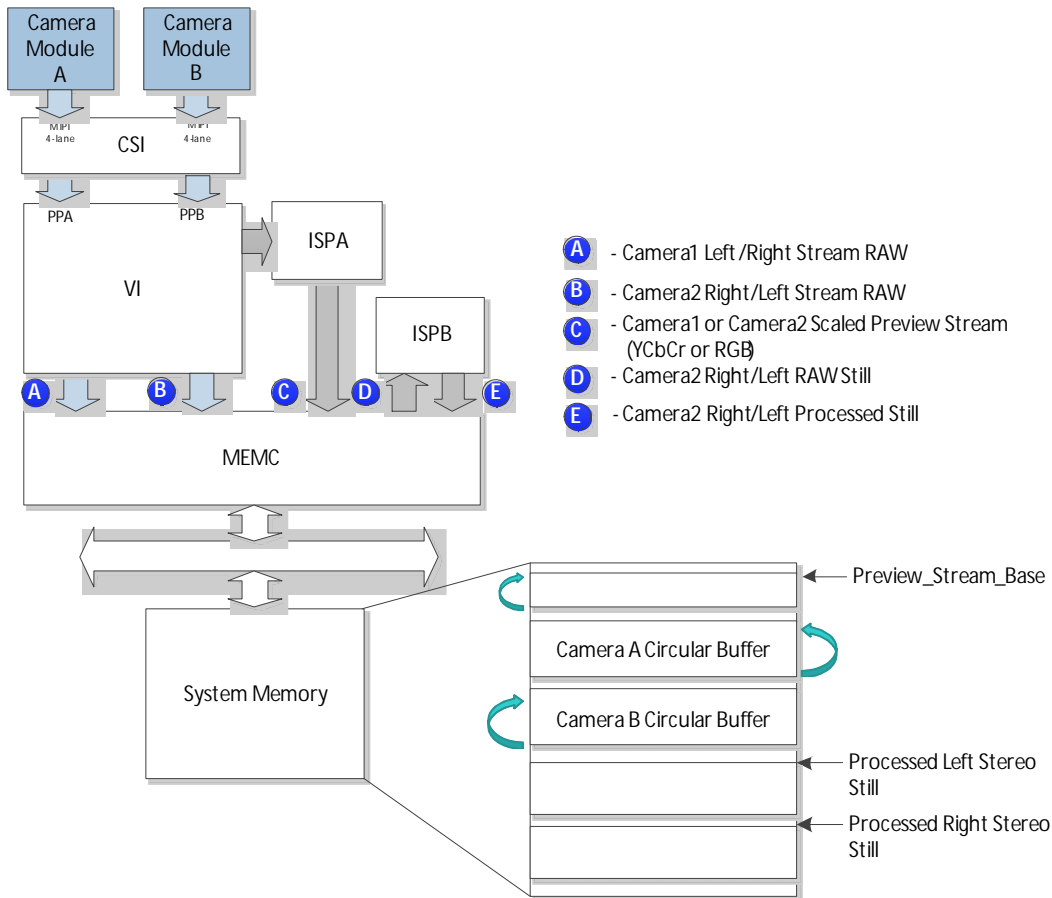 Camera
Module
A
Camera
Module
B
MIPI
4-lane
CSI
MIPI
4-lane
PPA
PPB
VI
ISPA
ISPB
A
B
C
D
E
MEMC
System Memory
A - Camera1 Left/Right Stream RAW
B - Camera2 Right/Left Stream RAW
C - Camera1 or Camera2 Scaled Preview Stream
(YCbCr or RGB)
D - Camera2 Right/Left RAW Still
E - Camera2 Right/Left Processed Still
Preview_Stream_Base
Camera A Circular Buffer
Camera B Circular Buffer
Processed Left Stereo
Still
Processed Right Stereo
Still